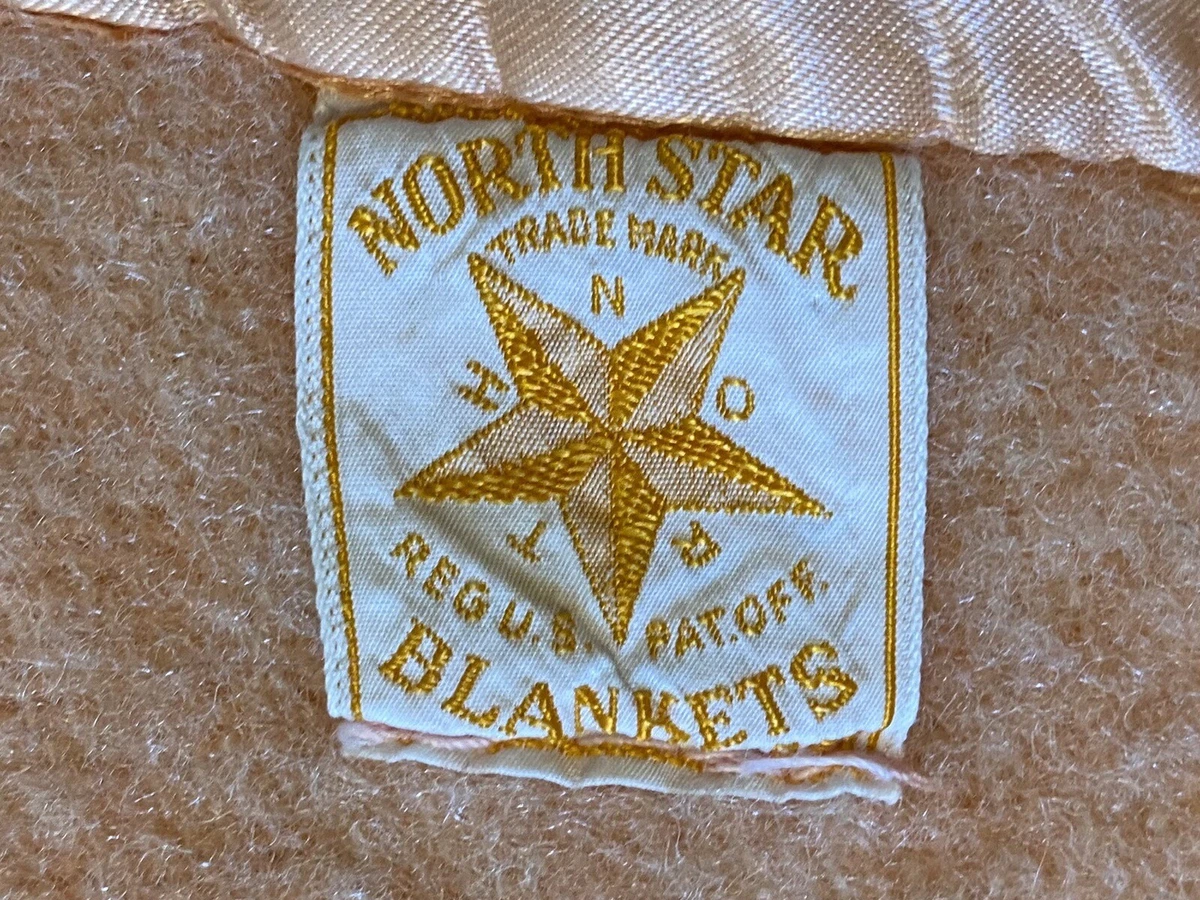 NORTH STAR
TRADE MARK
N
O
R
T
H
REG U.S. PAT. OFF.
BLANKETS